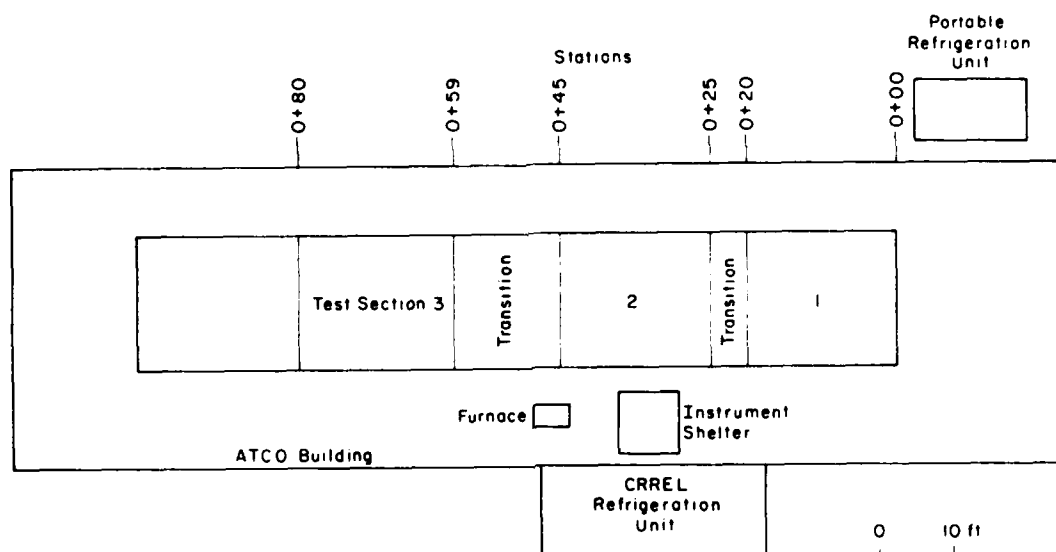 Portable
Refrigeration
Unit
Stations
0+80
0+59
0+45
0+25
0+20
0+00
Test Section 3
Transition
2
Transition
1
Furnace
Instrument
Shelter
ATCO Building
CRREL
Refrigeration
Unit
0 10 ft